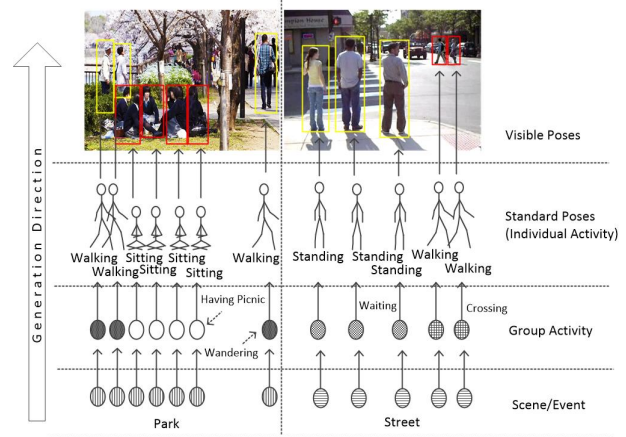 Generation Direction
Visible Poses
Standard Poses
(Individual Activity)
Walking
Walking
Sitting
Sitting
Sitting
Sitting
Walking
Standing
Standing
Standing
Walking
Walking
Having Picnic
Wandering
Waiting
Crossing
Group Activity
Scene/Event
Park
Street